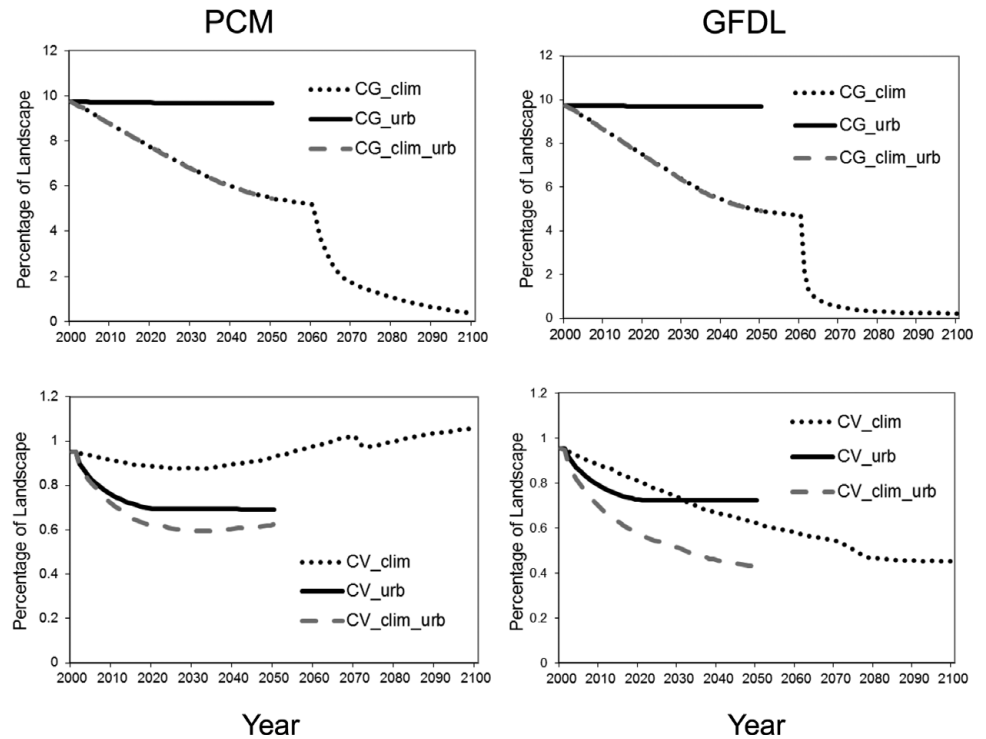 PCM
GFDL
Percentage of Landscape
12
10
8
6
4
2
0
CG_clim
CG_urb
CG_clim_urb
2000 2010 2020 2030 2040 2050 2060 2070 2080 2090 2100
Percentage of Landscape
12
10
8
6
4
2
0
CG_clim
CG_urb
CG_clim_urb
2000 2010 2020 2030 2040 2050 2060 2070 2080 2090 2100
Percentage of Landscape
1.2
1
0.8
0.6
0.4
0.2
0
CV_clim
CV_urb
CV_clim_urb
2000 2010 2020 2030 2040 2050 2060 2070 2080 2090 2100
Year
Percentage of Landscape
1.2
1
0.8
0.6
0.4
0.2
0
CV_clim
CV_urb
CV_clim_urb
2000 2010 2020 2030 2040 2050 2060 2070 2080 2090 2100
Year